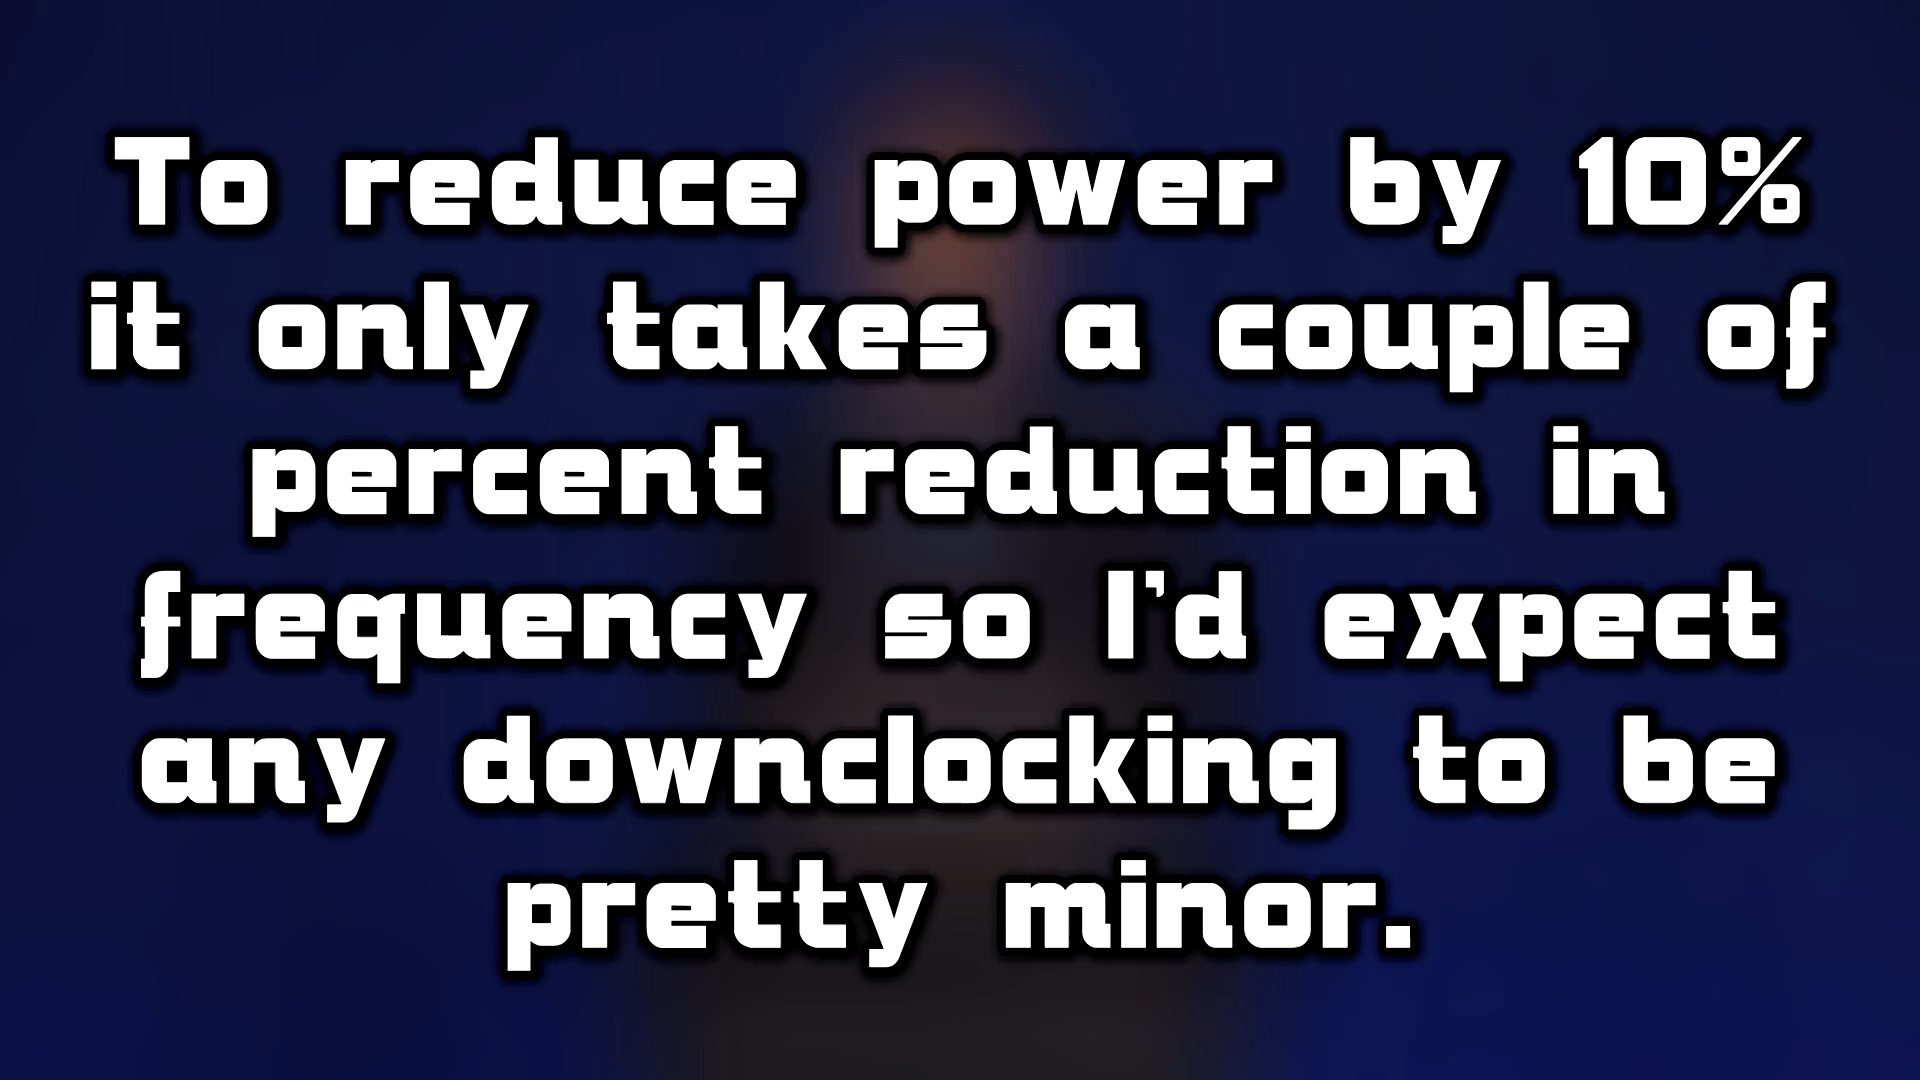 To reduce power by 10%
it only takes a couple of
percent reduction in
frequency so I'd expect
any downclocking to be
pretty minor.